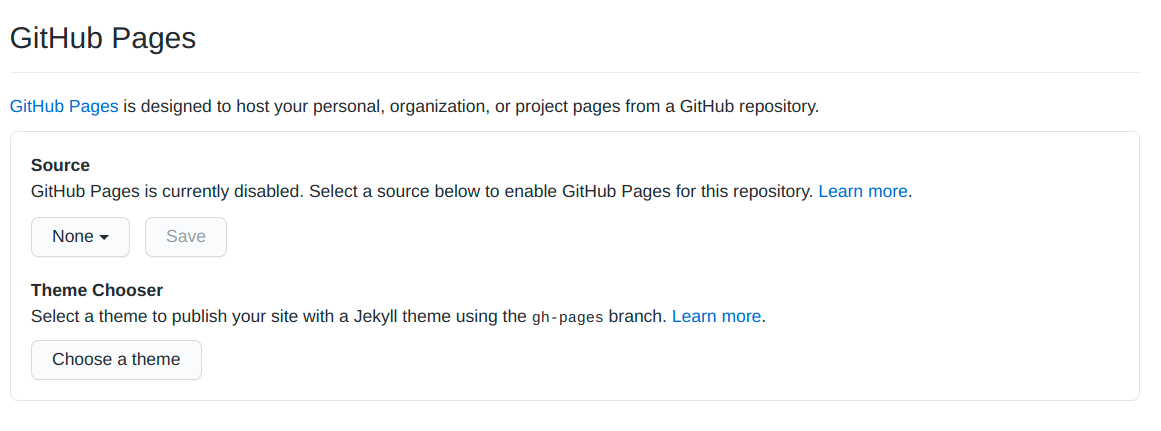 GitHub Pages
GitHub Pages is designed to host your personal, organization, or project pages from a GitHub repository.
Source
GitHub Pages is currently disabled. Select a source below to enable GitHub Pages for this repository. Learn more.
None Save
Theme Chooser
Select a theme to publish your site with a Jekyll theme using the gh-pages branch. Learn more.
Choose a theme